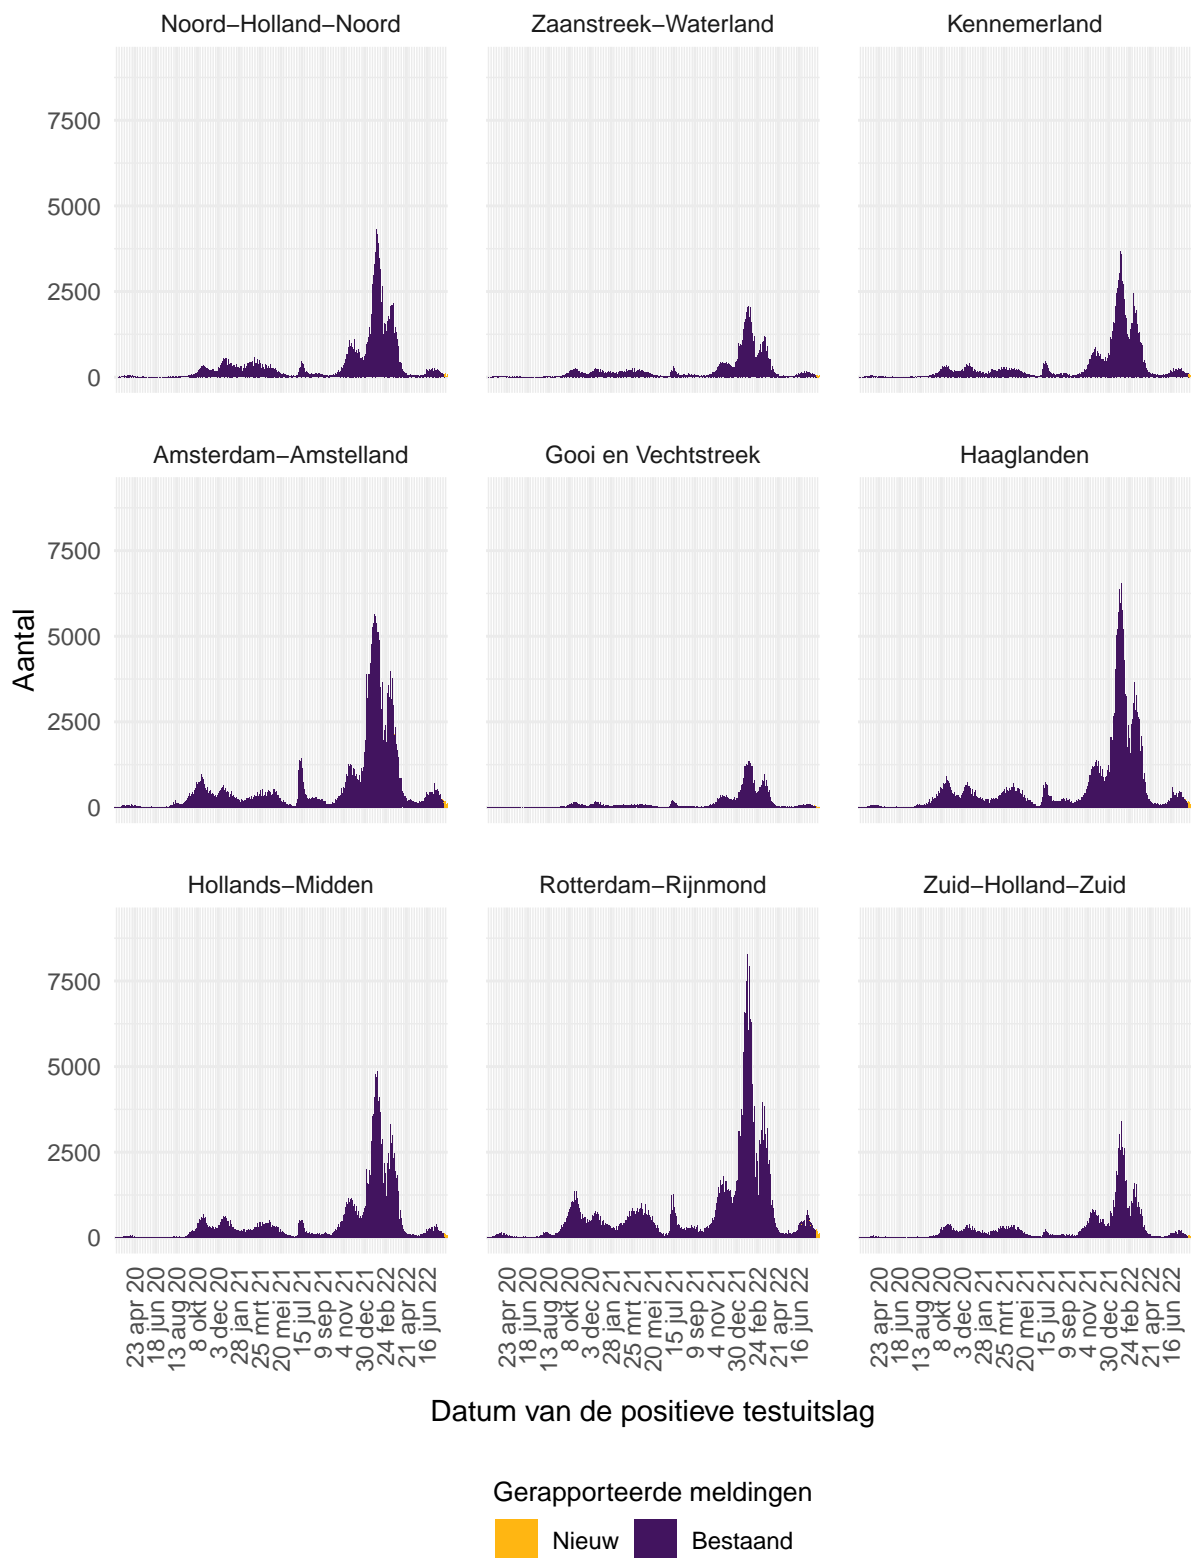 Noord−Holland−Noord
Zaanstreek−Waterland
Kennemerland
7500
5000
2500
0
Amsterdam−Amstelland
Gooi en Vechtstreek
Haaglanden
7500
5000
2500
0
Aantal
Hollands−Midden
Rotterdam−Rijnmond
Zuid−Holland−Zuid
7500
5000
2500
0
23 apr 20
18 jun 20
13 aug 20
8 okt 20
3 dec 20
28 jan 21
25 mrt 21
20 mei 21
15 jul 21
9 sep 21
4 nov 21
30 dec 21
24 feb 22
21 apr 22
16 jun 22
23 apr 20
18 jun 20
13 aug 20
8 okt 20
3 dec 20
28 jan 21
25 mrt 21
20 mei 21
15 jul 21
9 sep 21
4 nov 21
30 dec 21
24 feb 22
21 apr 22
16 jun 22
23 apr 20
18 jun 20
13 aug 20
8 okt 20
3 dec 20
28 jan 21
25 mrt 21
20 mei 21
15 jul 21
9 sep 21
4 nov 21
30 dec 21
24 feb 22
21 apr 22
16 jun 22
Datum van de positieve testuitslag
Gerapporteerde meldingen
Nieuw
Bestaand